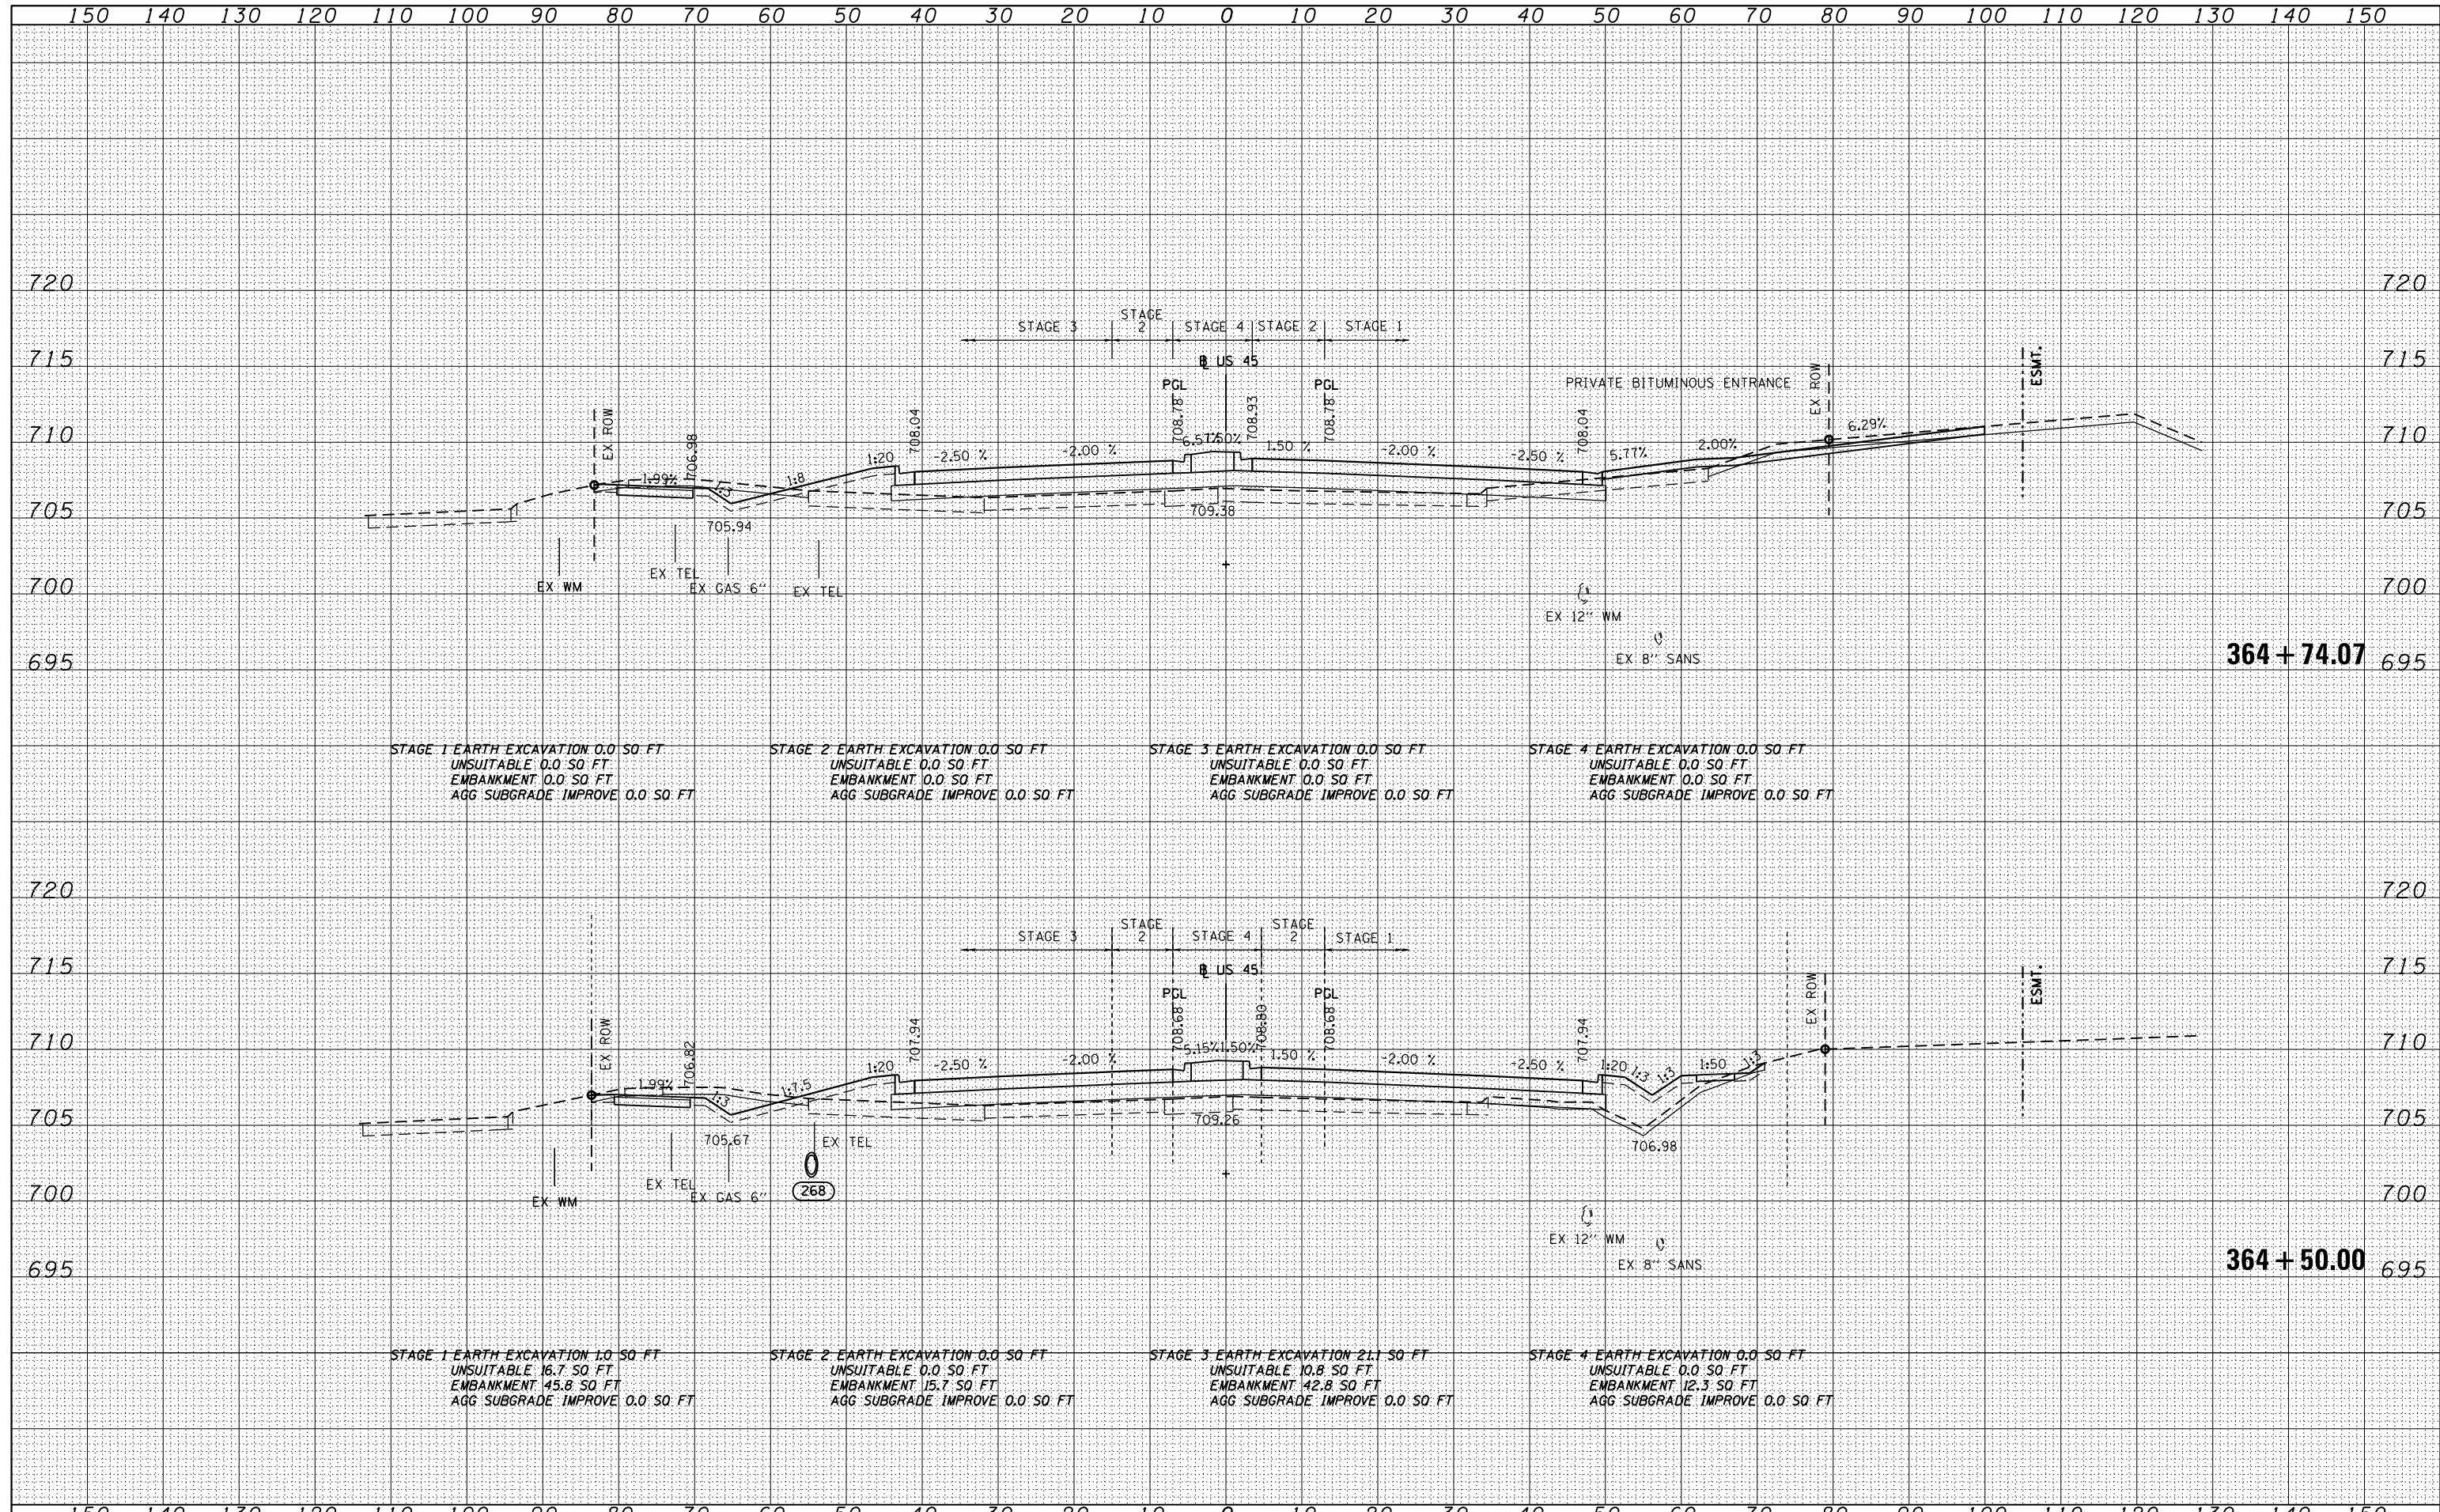 150 140 130 120 110 100 90 80 70 60 50 40 30 20 10 0 10 20 30 40 50 60 70 80 90 100 110 120 130 140 150
720 720
STAGE 3 STAGE 2 STAGE 4 STAGE 2 STAGE 1
715 715
℄ US 45
ESMT.
PGL PGL
PRIVATE BITUMINOUS ENTRANCE
EX ROW EX ROW
708.04 708.78 708.93 708.78 708.04
710 710
706.98
1.99% 1:3 1:8 1:20 -2.50 % -2.00 % 6.57% 1.50% 1.50 % -2.00 % -2.50 % 5.77% 2.00% 6.29%
705 705
705.94 709.38
EX WM EX TEL EX GAS 6" EX TEL
700 700
EX 12" WM
EX 8" SANS
364 + 74.07
695 695
STAGE 1 EARTH EXCAVATION 0.0 SQ FT
UNSUITABLE 0.0 SQ FT
EMBANKMENT 0.0 SQ FT
AGG SUBGRADE IMPROVE 0.0 SQ FT
STAGE 2 EARTH EXCAVATION 0.0 SQ FT
UNSUITABLE 0.0 SQ FT
EMBANKMENT 0.0 SQ FT
AGG SUBGRADE IMPROVE 0.0 SQ FT
STAGE 3 EARTH EXCAVATION 0.0 SQ FT
UNSUITABLE 0.0 SQ FT
EMBANKMENT 0.0 SQ FT
AGG SUBGRADE IMPROVE 0.0 SQ FT
STAGE 4 EARTH EXCAVATION 0.0 SQ FT
UNSUITABLE 0.0 SQ FT
EMBANKMENT 0.0 SQ FT
AGG SUBGRADE IMPROVE 0.0 SQ FT
720 720
STAGE 3 STAGE 2 STAGE 4 STAGE 2 STAGE 1
715 715
℄ US 45
ESMT.
PGL PGL
EX ROW EX ROW
707.94 708.68 708.80 708.68 707.94
710 710
706.82
1.99% 1:3 1:7.5 1:20 -2.50 % -2.00 % 5.15% 1.50% 1.50 % -2.00 % -2.50 % 1:20 1:3 1:3 1:50 1:3
705 705
705.67 EX TEL 709.26 706.98
EX WM EX TEL EX GAS 6" 268
700 700
EX 12" WM
EX 8" SANS
364 + 50.00
695 695
STAGE 1 EARTH EXCAVATION 1.0 SQ FT
UNSUITABLE 16.7 SQ FT
EMBANKMENT 45.8 SQ FT
AGG SUBGRADE IMPROVE 0.0 SQ FT
STAGE 2 EARTH EXCAVATION 0.0 SQ FT
UNSUITABLE 0.0 SQ FT
EMBANKMENT 15.7 SQ FT
AGG SUBGRADE IMPROVE 0.0 SQ FT
STAGE 3 EARTH EXCAVATION 21.1 SQ FT
UNSUITABLE 10.8 SQ FT
EMBANKMENT 42.8 SQ FT
AGG SUBGRADE IMPROVE 0.0 SQ FT
STAGE 4 EARTH EXCAVATION 0.0 SQ FT
UNSUITABLE 0.0 SQ FT
EMBANKMENT 12.3 SQ FT
AGG SUBGRADE IMPROVE 0.0 SQ FT
150 140 130 120 110 100 90 80 70 60 50 40 30 20 10 0 10 20 30 40 50 60 70 80 90 100 110 120 130 140 150